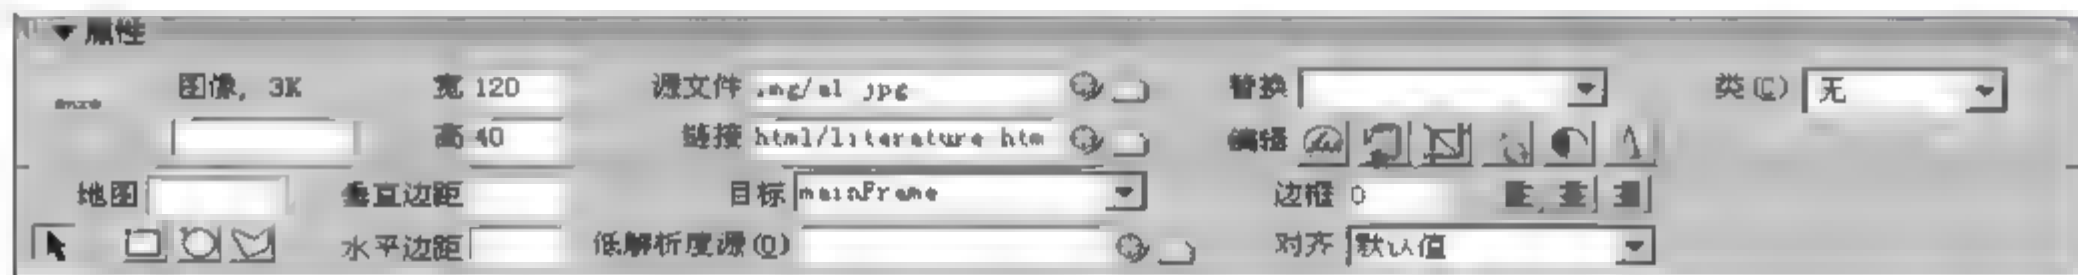 属性
图像, 3K 宽 120 源文件 img/al jpg 替换 类(C) 无
高 40 链接 html/literature htm 编辑
地图 垂直边距 目标 mainFrame 边框 0
水平边距 低解析度源(O) 对齐 默认值